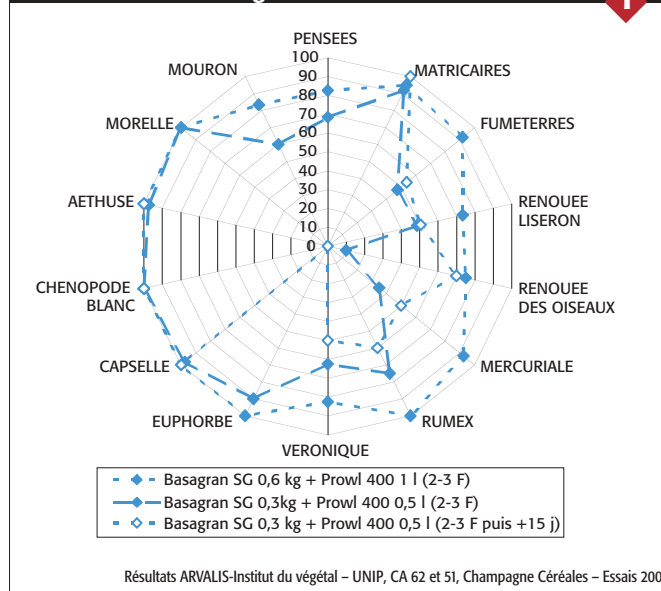 1
PENSEES
100
90
80
70
60
50
40
30
20
10
0
MATRICAIRES
FUMETERRES
RENOUEE
LISERON
RENOUEE
DES OISEAUX
MERCURIALE
RUMEX
VERONIQUE
EUPHORBE
CAPSELLE
CHENOPODE
BLANC
AETHUSE
MORELLE
MOURON
Basagran SG 0,6 kg + Prowl 400 1 l (2-3 F)
Basagran SG 0,3kg + Prowl 400 0,5 l (2-3 F)
Basagran SG 0,3 kg + Prowl 400 0,5 l (2-3 F puis +15 j)
Résultats ARVALIS-Institut du végétal – UNIP, CA 62 et 51, Champagne Céréales – Essais 200